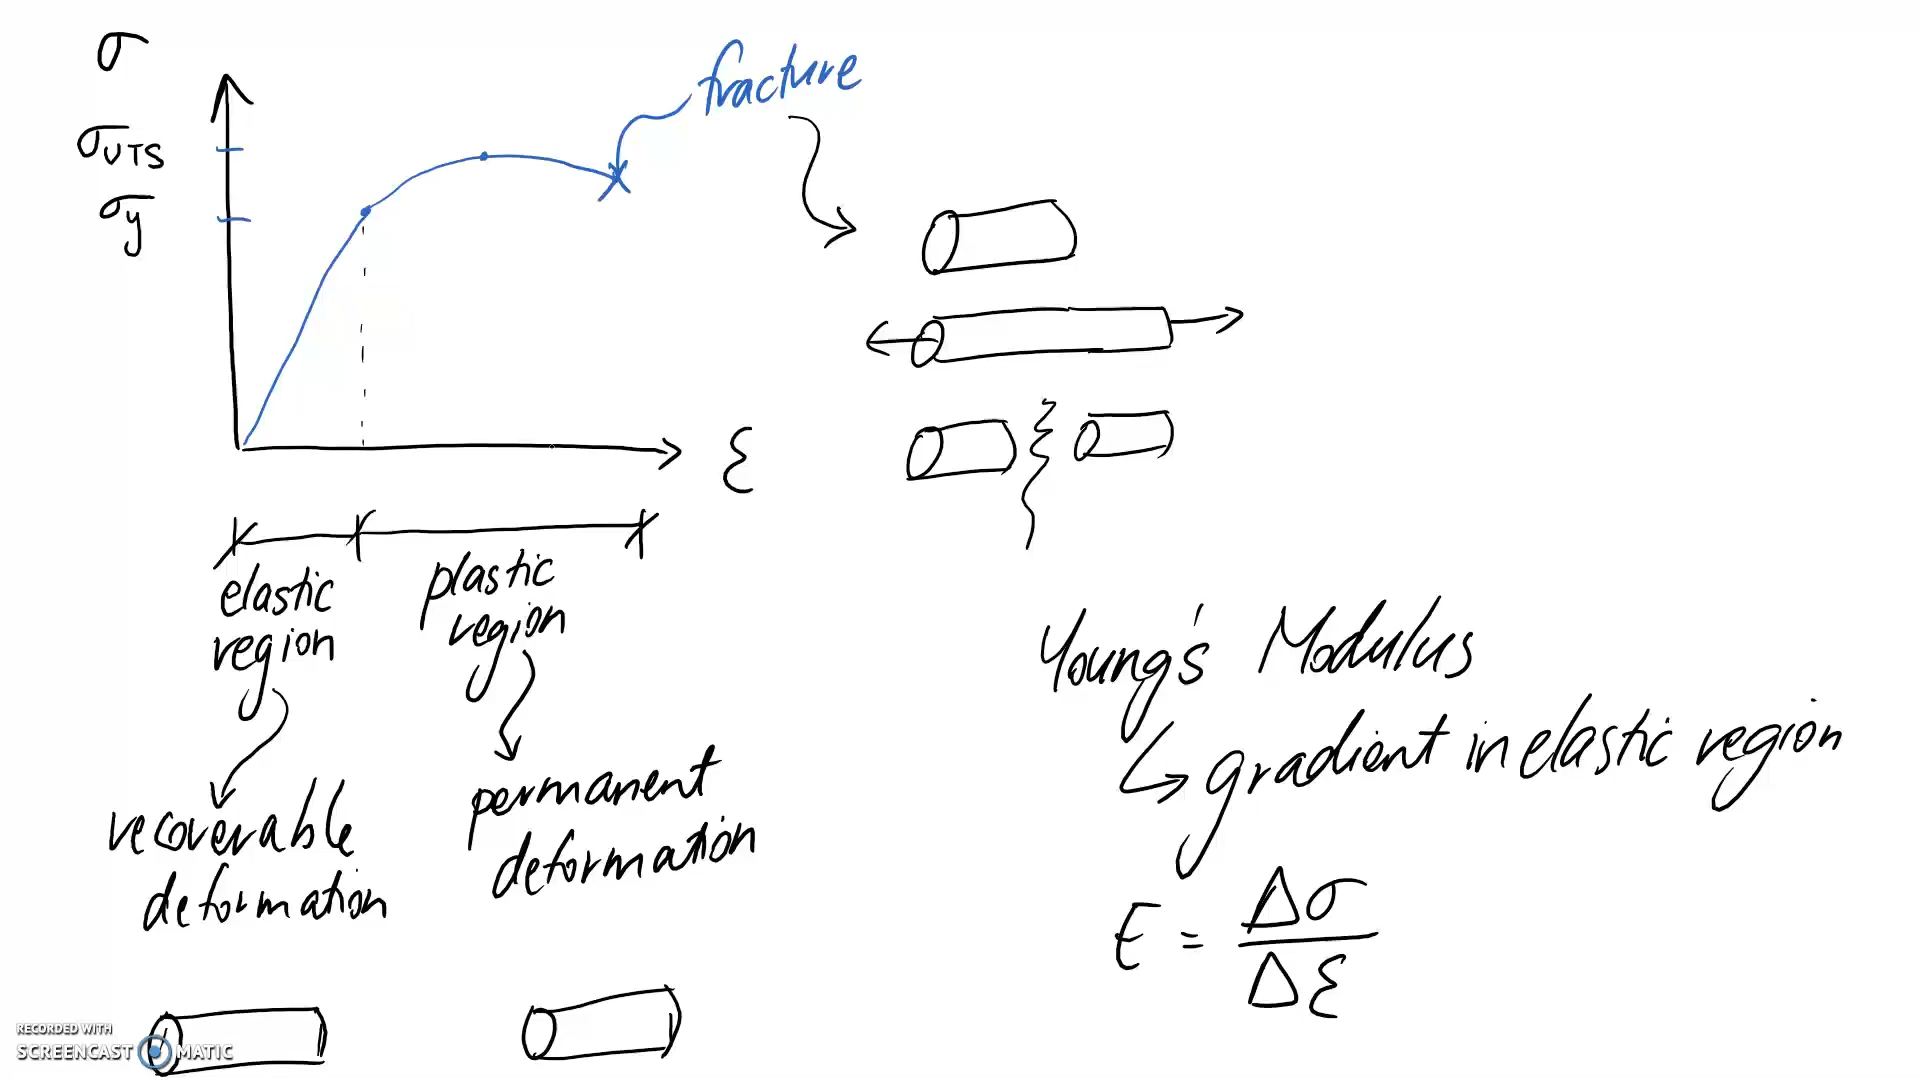 σ
σUTS
σy
fracture
ε
elastic
region
plastic
region
recoverable
deformation
permanent
deformation
Young's Modulus
↳ gradient in elastic region
E = Δσ / Δε
RECORDED WITH
SCREENCAST MATIC